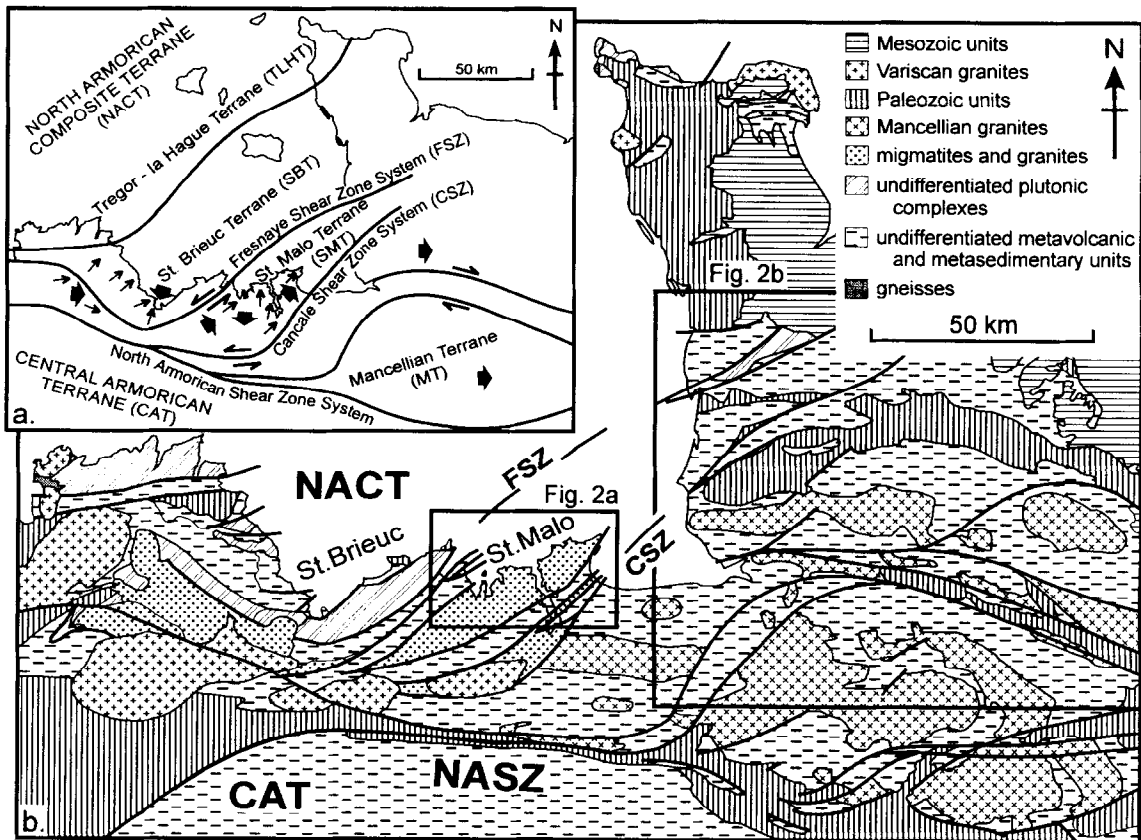 NORTH ARMORICAN
COMPOSITE TERRANE
(NACT)
Tregor - la Hague Terrane (TLHT)
N
50 km
St. Brieuc Terrane (SBT)
Fresnaye Shear Zone System (FSZ)
St. Malo Terrane
(SMT)
Cancale Shear Zone System (CSZ)
North Armorican Shear Zone System
Mancellian Terrane
(MT)
CENTRAL ARMORICAN
TERRANE (CAT)
a.
Mesozoic units
Variscan granites
Paleozoic units
Mancellian granites
migmatites and granites
undifferentiated plutonic
complexes
undifferentiated metavolcanic
and metasedimentary units
gneisses
N
50 km
Fig. 2b
NACT
FSZ
Fig. 2a
St.Brieuc
St.Malo
CSZ
CAT
NASZ
b.